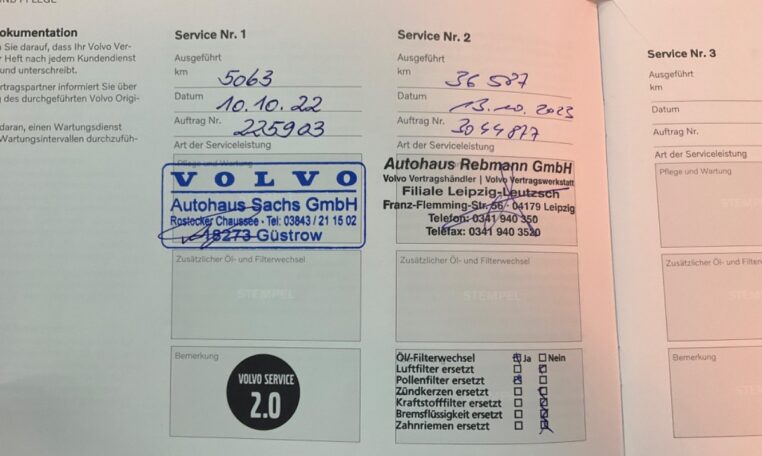 UND PFLEGE
okumentation
Sie darauf, dass Ihr Volvo Ver-
Heft nach jedem Kundendienst
und unterschreibt.
rtragspartner informiert Sie über
g des durchgeführten Volvo Origi-
daran, einen Wartungsdienst
Wartungsintervallen durchzufüh-
Service Nr. 1
Ausgeführt
km 5063
Datum 10.10.22
Auftrag Nr. 225903
Art der Serviceleistung
Pflege und Wartung
VOLVO
Autohaus Sachs GmbH
Rostocker Chaussee · Tel: 03843 / 21 15 02
18273 Güstrow
Zusätzlicher Öl- und Filterwechsel
STEMPEL
Bemerkung
VOLVO SERVICE
2.0
Service Nr. 2
Ausgeführt
km 36 587
Datum 13.10.2023
Auftrag Nr. 3044877
Art der Serviceleistung
Autohaus Rebmann GmbH
Volvo Vertragshändler | Volvo Vertragswerkstatt
Filiale Leipzig-Leutzsch
Franz-Flemming-Str. 56 · 04179 Leipzig
Telefon: 0341 940 350
Telefax: 0341 940 3520
Zusätzlicher Öl- und Filterwechsel
STEMPEL
Öl/-Filterwechsel Ja Nein
Luftfilter ersetzt
Pollenfilter ersetzt
Zündkerzen ersetzt
Kraftstofffilter ersetzt
Bremsflüssigkeit ersetzt
Zahnriemen ersetzt
Service Nr. 3
Ausgeführt
km
Datum
Auftrag Nr.
Art der Serviceleistung
Pflege und Wartung
Zusätzlicher Öl- und Filter
Bemerkung